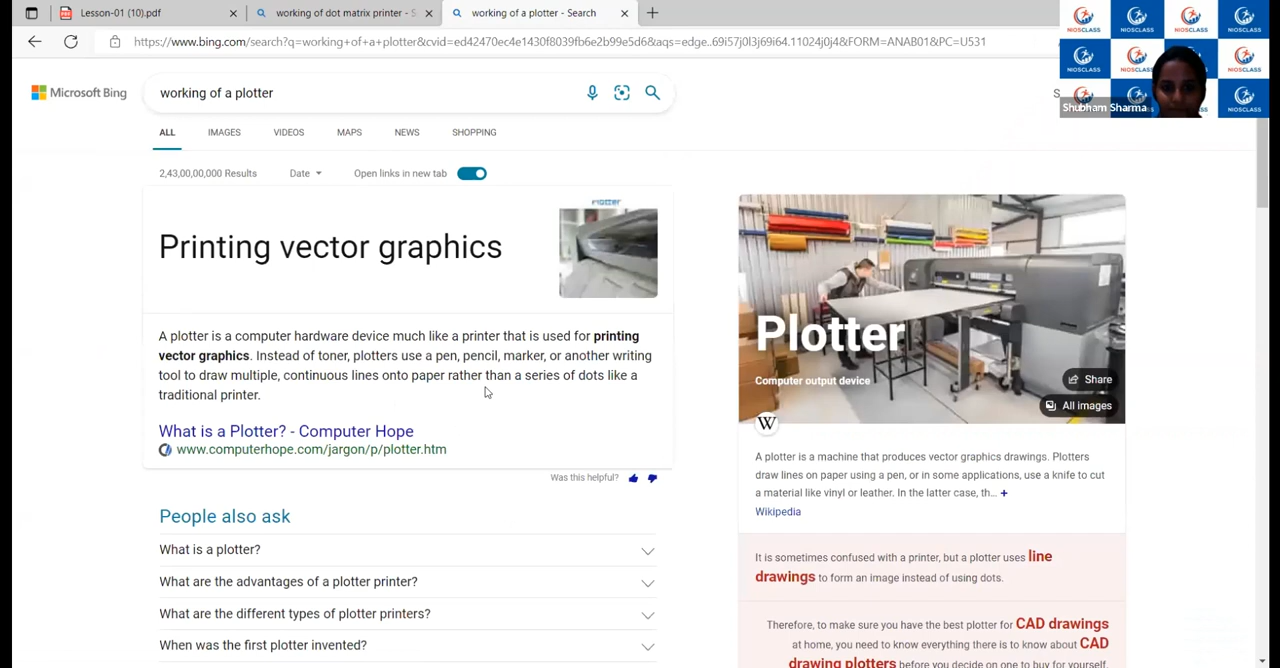 Lesson-01 (10).pdf
working of dot matrix printer - S
working of a plotter - Search
https://www.bing.com/search?q=working+of+a+plotter&cvid=ed42470ec4e1430f8039fb6e2b99e5d6&aqs=edge..69i57j0l3j69i64.11024j0j4&FORM=ANAB01&PC=U531
NIOSCLASS NIOSCLASS NIOSCLASS NIOSCLASS
NIOSCLASS NIOSCLASS
NIOSCLASS
Shubham Sharma
NIOSCLASS
Microsoft Bing
working of a plotter
S
ALL
IMAGES
VIDEOS
MAPS
NEWS
SHOPPING
2,43,00,00,000 Results
Date
Open links in new tab
Printing vector graphics
A plotter is a computer hardware device much like a printer that is used for printing
vector graphics. Instead of toner, plotters use a pen, pencil, marker, or another writing
tool to draw multiple, continuous lines onto paper rather than a series of dots like a
traditional printer.
What is a Plotter? - Computer Hope
www.computerhope.com/jargon/p/plotter.htm
Was this helpful?
People also ask
What is a plotter?
What are the advantages of a plotter printer?
What are the different types of plotter printers?
When was the first plotter invented?
Plotter
Computer output device
Share
All images
W
A plotter is a machine that produces vector graphics drawings. Plotters
draw lines on paper using a pen, or in some applications, use a knife to cut
a material like vinyl or leather. In the latter case, th… +
Wikipedia
It is sometimes confused with a printer, but a plotter uses line
drawings to form an image instead of using dots.
Therefore, to make sure you have the best plotter for CAD drawings
at home, you need to know everything there is to know about CAD
drawing plotters before you decide on one to buy for yourself.